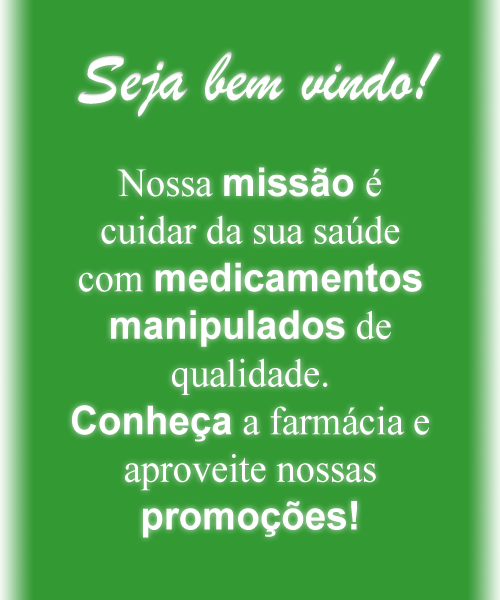 Seja bem vindo!
Nossa missão é
cuidar da sua saúde
com medicamentos
manipulados de
qualidade.
Conheça a farmácia e
aproveite nossas
promoções!